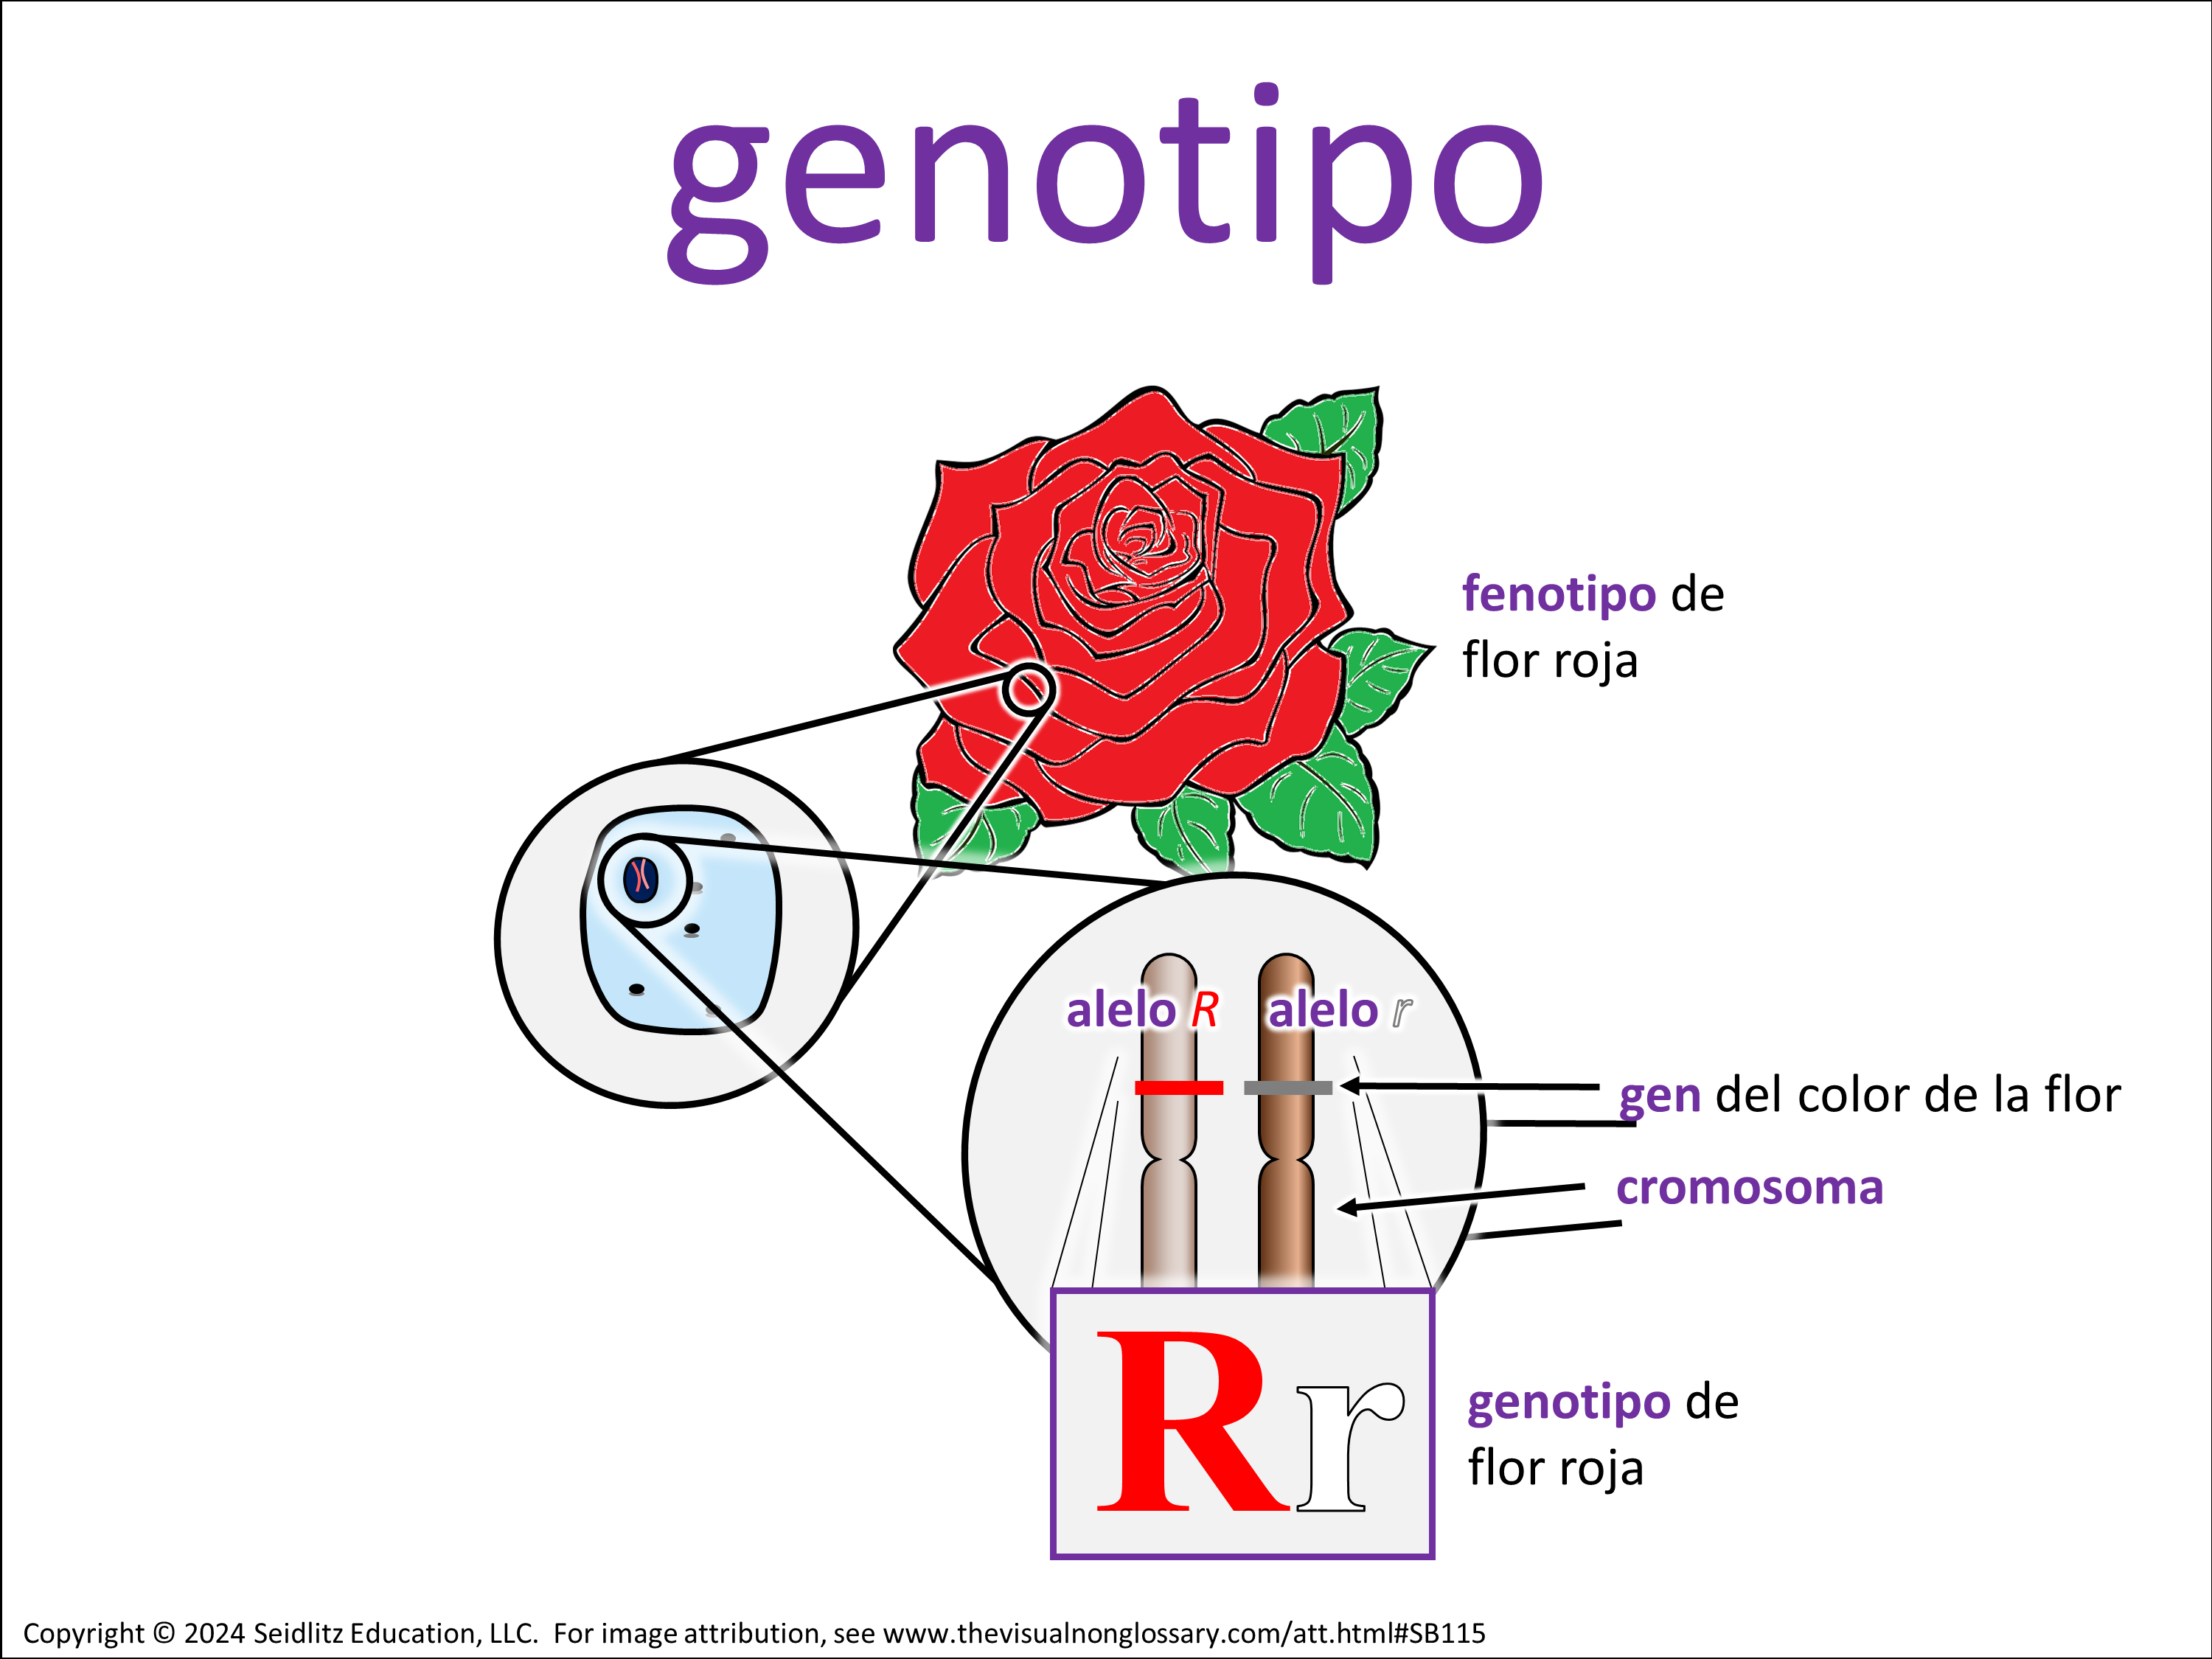 genotipo
fenotipo de
flor roja
alelo R alelo r
gen del color de la flor
cromosoma
Rr
genotipo de
flor roja
Copyright © 2024 Seidlitz Education, LLC.  For image attribution, see www.thevisualnonglossary.com/att.html#SB115